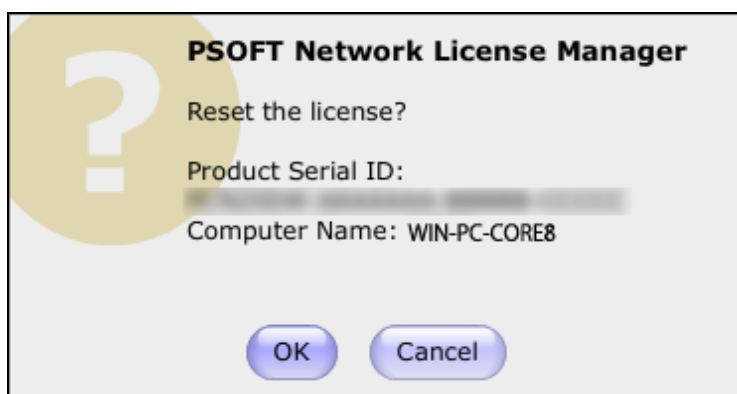 ?
PSOFT Network License Manager
Reset the license?
Product Serial ID:
Computer Name: WIN-PC-CORE8
OK
Cancel